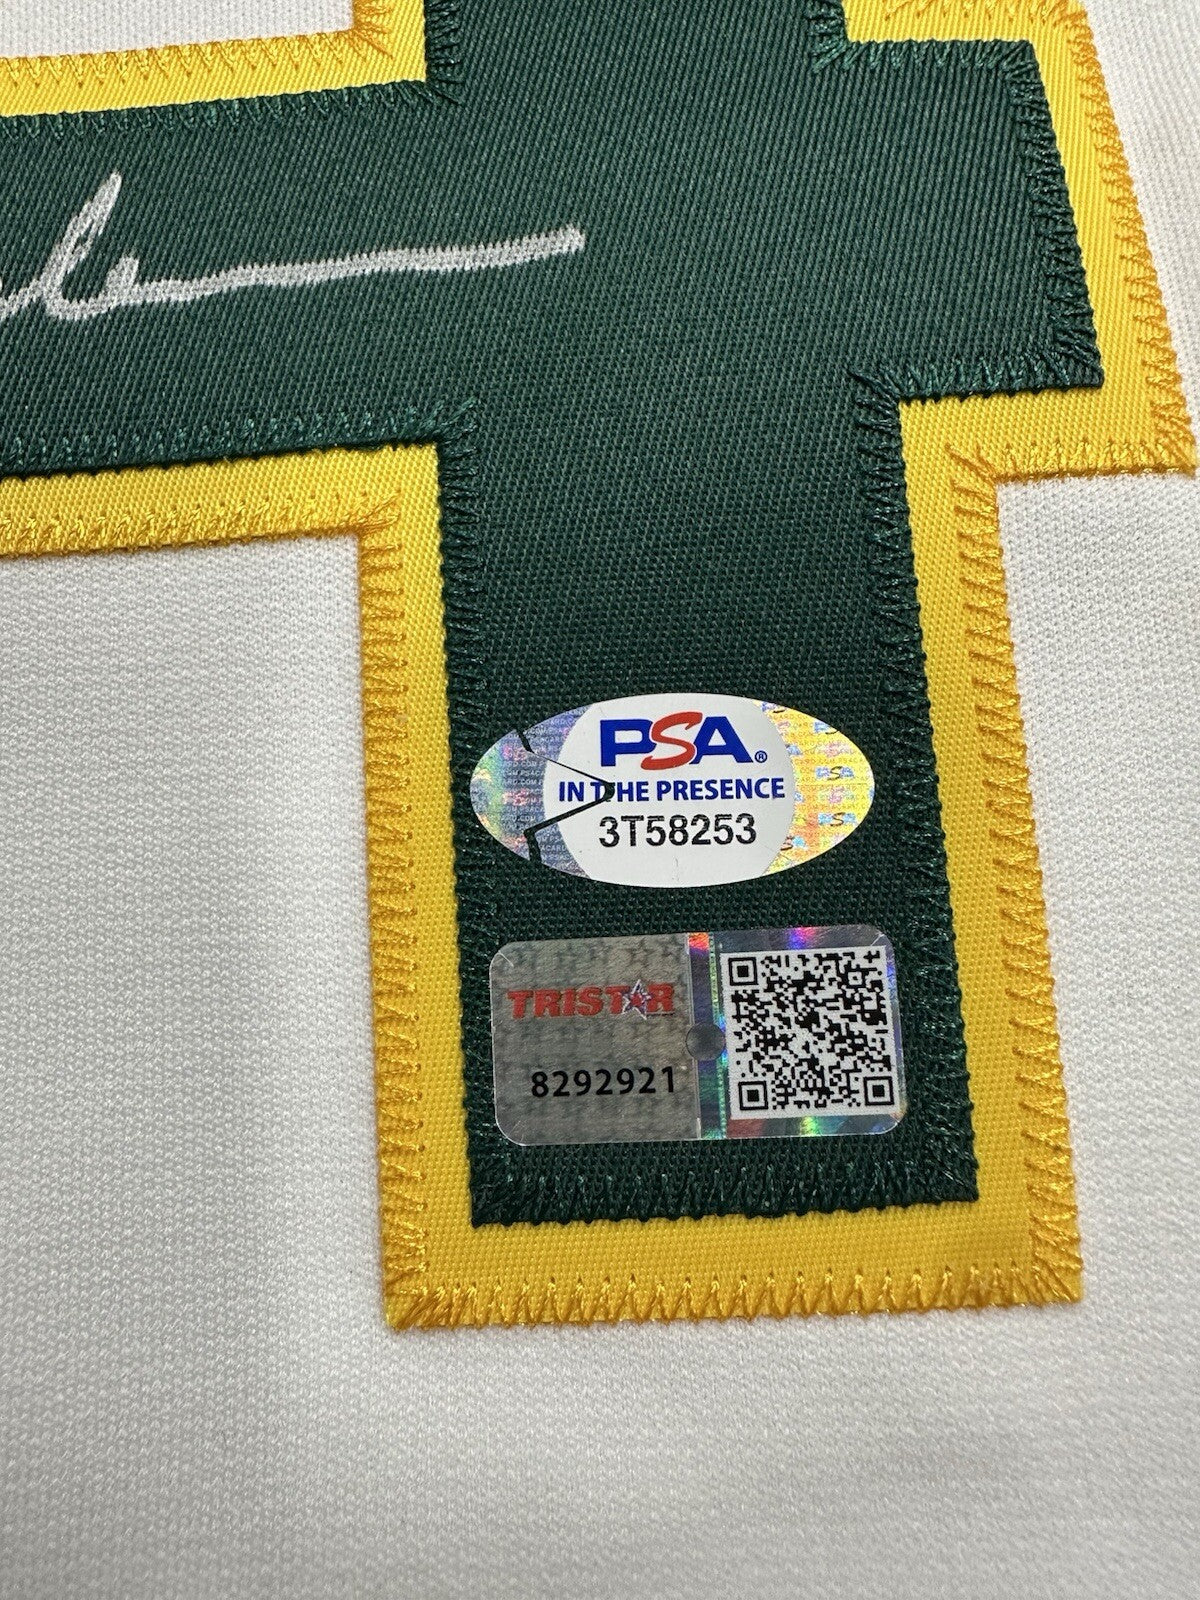 PSA®
IN THE PRESENCE
3T58253
TRISTAR
8292921